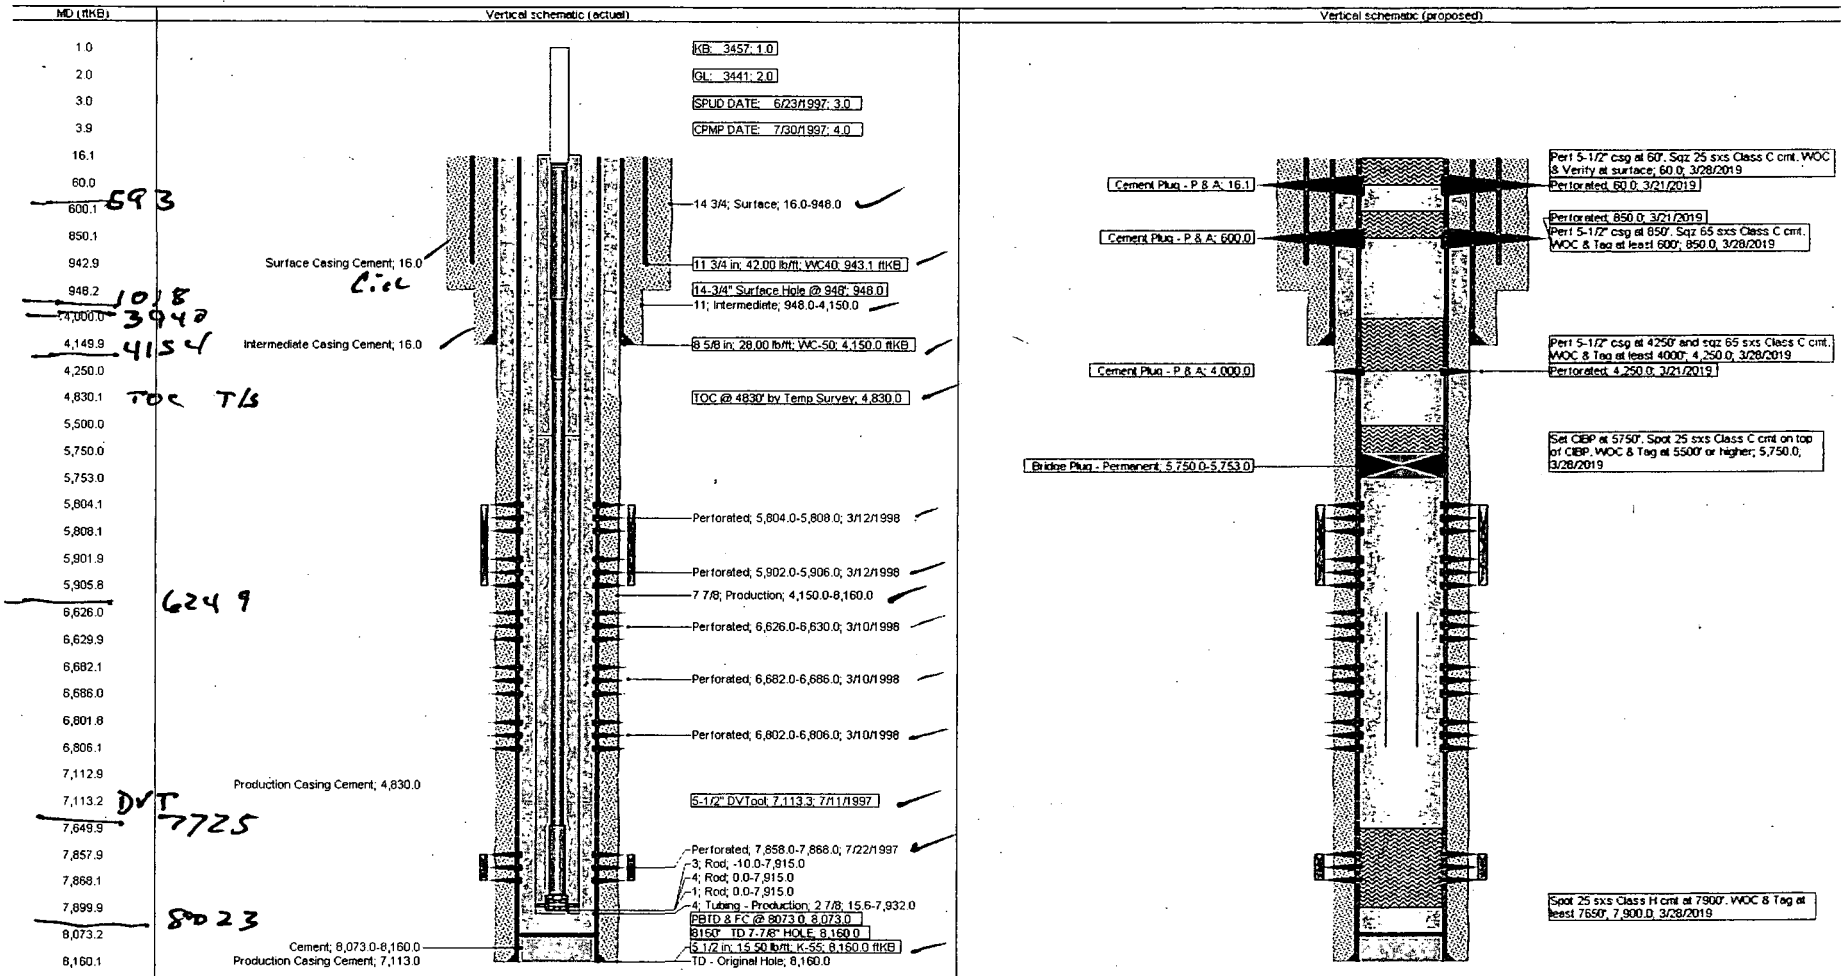 MD (ftKB)
Vertical schematic (actual)
Vertical schematic (proposed)
1.0
2.0
3.0
3.9
16.1
60.0
593
600.1
850.1
942.9
948.2
1018
4,000.0
3940
4,149.9
4154
4,250.0
4,830.1
TOC T/S
5,500.0
5,750.0
5,753.0
5,804.1
5,808.1
5,901.9
5,905.8
6249
6,626.0
6,629.9
6,682.1
6,686.0
6,801.8
6,806.1
7,112.9
7,113.2
DVT
7725
7,649.9
7,857.9
7,868.1
7,899.9
8023
8,073.2
8,160.1
Surface Casing Cement; 16.0
Circ
Intermediate Casing Cement; 16.0
Production Casing Cement; 4,830.0
Cement; 8,073.0-8,160.0
Production Casing Cement; 7,113.0
KB: 3457; 1.0
GL: 3441; 2.0
SPUD DATE: 6/23/1997; 3.0
CPMP DATE: 7/30/1997; 4.0
14 3/4; Surface; 16.0-948.0
11 3/4 in; 42.00 lb/ft; WC40; 943.1 ftKB
14-3/4" Surface Hole @ 948'; 948.0
11; Intermediate; 948.0-4,150.0
8 5/8 in; 28.00 lb/ft; WC-50; 4,150.0 ftKB
TOC @ 4830' by Temp Survey; 4,830.0
Perforated; 5,804.0-5,808.0; 3/12/1998
Perforated; 5,902.0-5,906.0; 3/12/1998
7 7/8; Production; 4,150.0-8,160.0
Perforated; 6,626.0-6,630.0; 3/10/1998
Perforated; 6,682.0-6,686.0; 3/10/1998
Perforated; 6,802.0-6,806.0; 3/10/1998
5-1/2" DVTool; 7,113.3; 7/11/1997
Perforated; 7,858.0-7,868.0; 7/22/1997
3; Rod; -10.0-7,915.0
4; Rod; 0.0-7,915.0
1; Rod; 0.0-7,915.0
4; Tubing - Production; 2 7/8; 15.6-7,932.0
PBTD & FC @ 8073.0; 8,073.0
8160' TD 7-7/8" HOLE; 8,160.0
5 1/2 in; 15.50 lb/ft; K-55; 8,160.0 ftKB
TD - Original Hole; 8,160.0
Cement Plug - P & A; 16.1
Cement Plug - P & A; 600.0
Cement Plug - P & A; 4,000.0
Bridge Plug - Permanent; 5,750.0-5,753.0
Perf 5-1/2" csg at 60'. Sqz 25 sxs Class C cmt. WOC
& Verify at surface; 60.0; 3/28/2019
Perforated; 60.0; 3/21/2019
Perforated; 850.0; 3/21/2019
Perf 5-1/2" csg at 850'. Sqz 65 sxs Class C cmt.
WOC & Tag at least 600'; 850.0; 3/28/2019
Perf 5-1/2" csg at 4250' and sqz 65 sxs Class C cmt.
WOC & Tag at least 4000'; 4,250.0; 3/28/2019
Perforated; 4,250.0; 3/21/2019
Set CIBP at 5750'. Spot 25 sxs Class C cmt on top
of CIBP. WOC & Tag at 5500' or higher; 5,750.0;
3/28/2019
Spot 25 sxs Class H cmt at 7900'. WOC & Tag at
least 7650'; 7,900.0; 3/28/2019